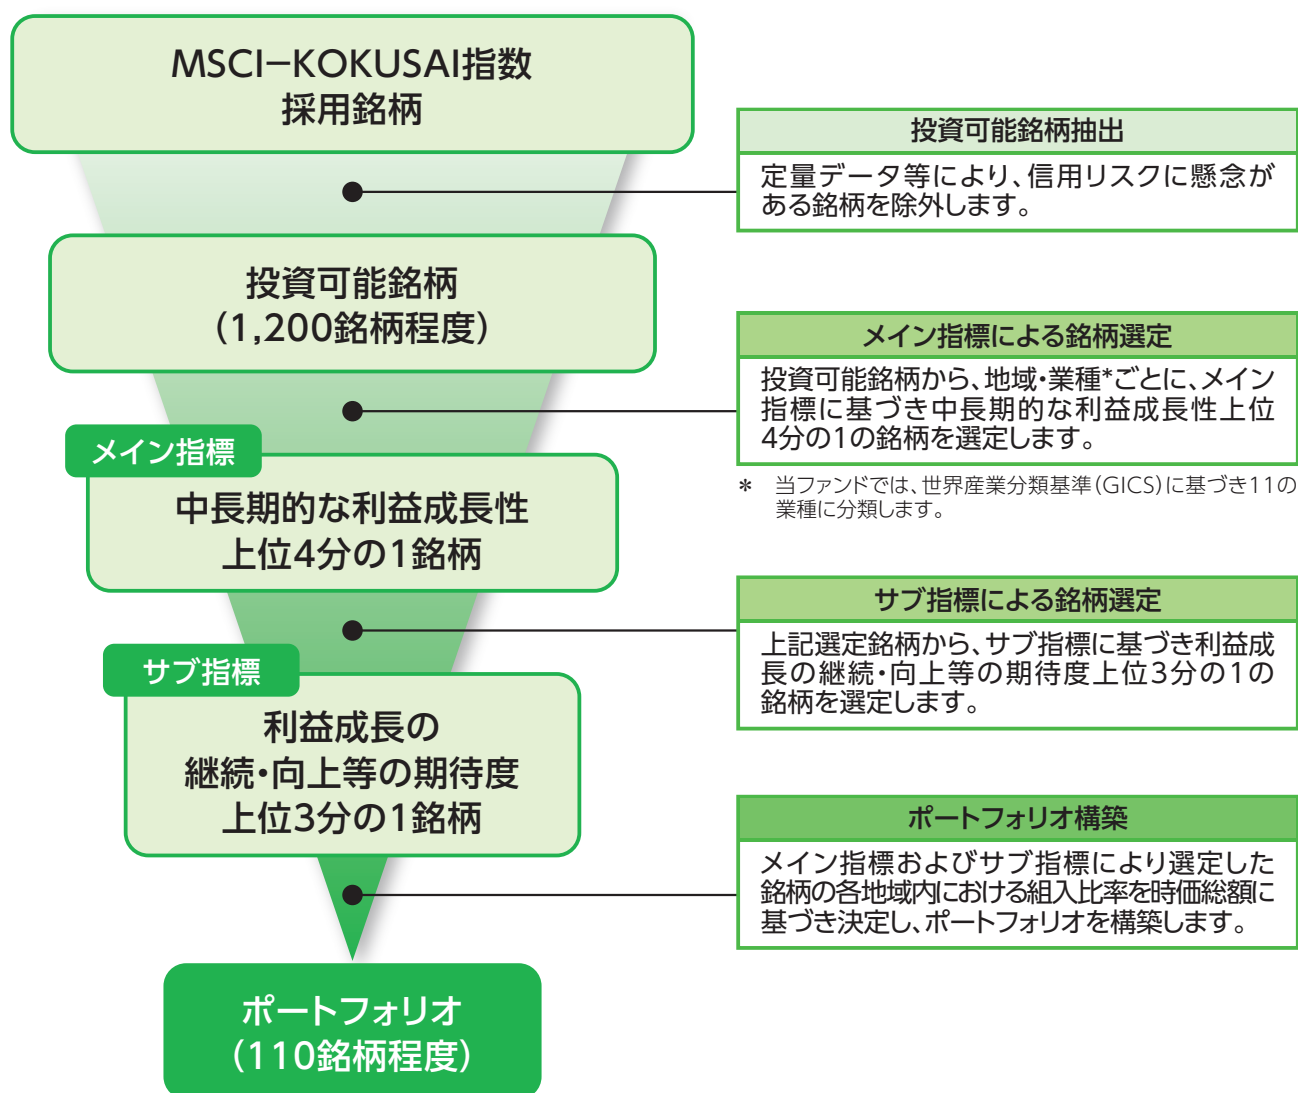 MSCI−KOKUSAI指数
採用銘柄
投資可能銘柄抽出
定量データ等により、信用リスクに懸念が
ある銘柄を除外します。
投資可能銘柄
（1,200銘柄程度）
メイン指標による銘柄選定
投資可能銘柄から、地域・業種*ごとに、メイン
指標に基づき中長期的な利益成長性上位
4分の1の銘柄を選定します。
* 当ファンドでは、世界産業分類基準（GICS）に基づき11の
業種に分類します。
メイン指標
中長期的な利益成長性
上位4分の1銘柄
サブ指標による銘柄選定
上記選定銘柄から、サブ指標に基づき利益成
長の継続・向上等の期待度上位3分の1の
銘柄を選定します。
サブ指標
利益成長の
継続・向上等の期待度
上位3分の1銘柄
ポートフォリオ構築
メイン指標およびサブ指標により選定した
銘柄の各地域内における組入比率を時価総額に
基づき決定し、ポートフォリオを構築します。
ポートフォリオ
（110銘柄程度）